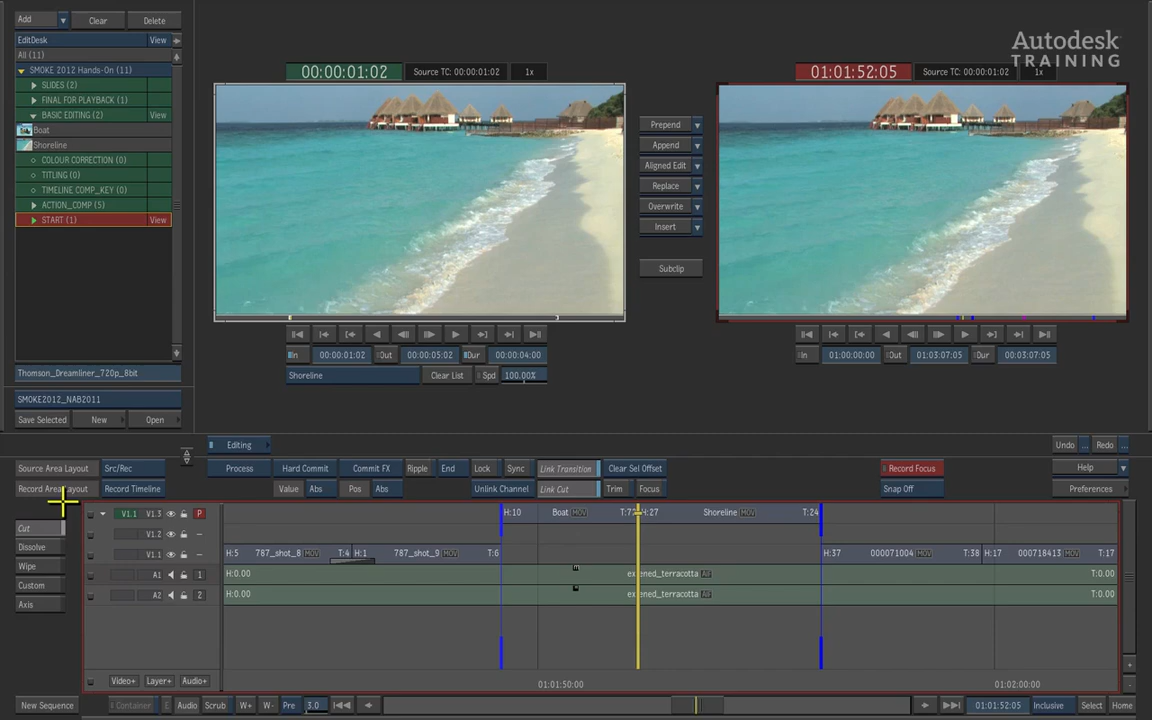 Add
Clear
Delete
Autodesk
TRAINING
EditDesk
View
All (11)
SMOKE 2012 Hands-On (11)
SLIDES (2)
FINAL FOR PLAYBACK (1)
BASIC EDITING (2)
View
Boat
Shoreline
COLOUR CORRECTION (0)
TITLING (0)
TIMELINE COMP_KEY (0)
ACTION_COMP (5)
START (1)
View
Thomson_Dreamliner_720p_8bit
SMOKE2012_NAB2011
Save Selected
New
Open
00:00:01:02
Source TC: 00:00:01:02
1x
01:01:52:05
Source TC: 00:00:01:02
1x
Prepend
Append
Aligned Edit
Replace
Overwrite
Insert
Subclip
In
00:00:01:02
Out
00:00:05:02
Dur
00:00:04:00
Shoreline
Clear List
Spd
100.00%
In
01:00:00:00
Out
01:03:07:05
Dur
00:03:07:05
Editing
Undo
...
Redo
...
Source Area Layout
Src/Rec
Process
Hard Commit
Commit FX
Ripple
End
Lock
Sync
Link Transition
Clear Sel Offset
Record Focus
Help
Record Area Layout
Record Timeline
Value
Abs
Pos
Abs
Unlink Channel
Link Cut
Trim
Focus
Snap Off
Preferences
Cut
Dissolve
Wipe
Custom
Axis
V1.1
V1.3
P
H:10
Boat
MOV
H:27
Shoreline
MOV
T:24
V1.2
V1.1
H:5
787_shot_8
MOV
T:4
H:1
787_shot_9
MOV
T:6
H:37
000071004
MOV
T:38
H:17
000718413
MOV
T:17
A1
1
H:0.00
T:0.00
A2
2
H:0.00
T:0.00
Video+
Layer+
Audio+
01:01:50:00
01:02:00:00
New Sequence
Container
E
Audio
Scrub
W+
W-
Pre
3.0
01:01:52:05
Inclusive
Select
Home